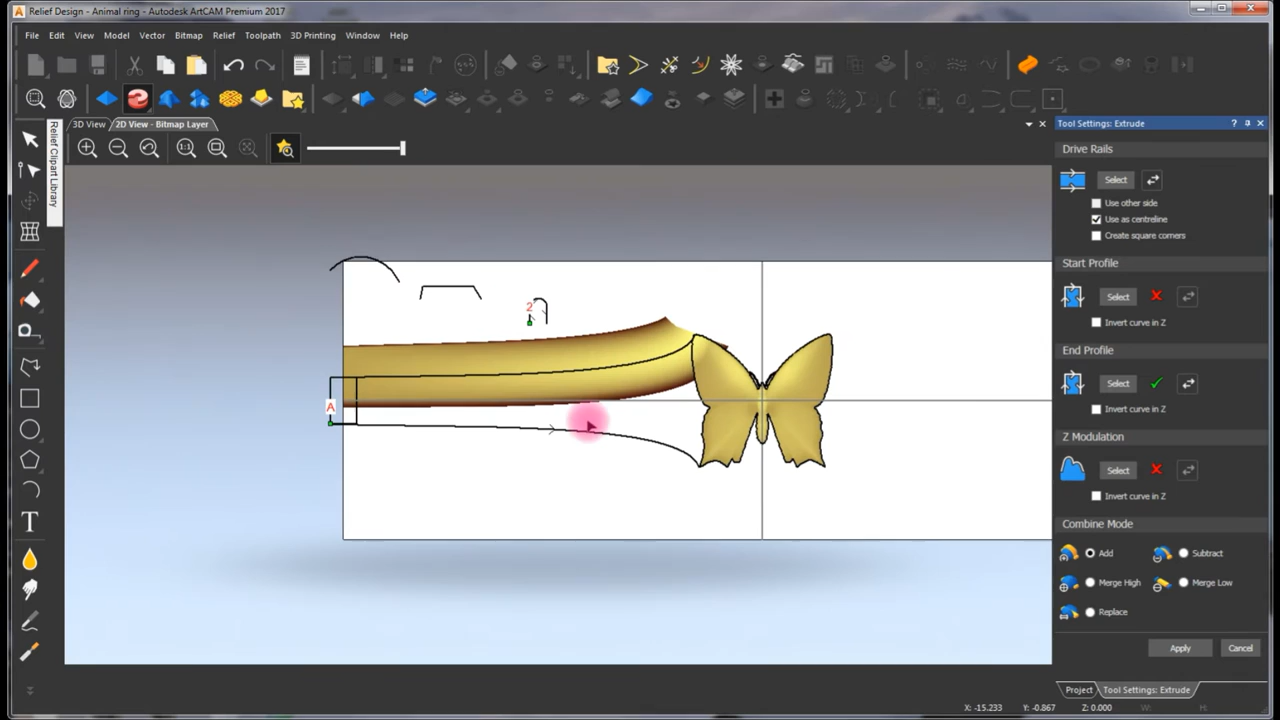 Relief Design - Animal ring - Autodesk ArtCAM Premium 2017
File Edit View Model Vector Bitmap Relief Toolpath 3D Printing Window Help
3D View 2D View - Bitmap Layer
Relief Clipart Library
1:1
2
A
T
Tool Settings: Extrude
Drive Rails
Select
Use other side
Use as centreline
Create square corners
Start Profile
Select
Invert curve in Z
End Profile
Select
Invert curve in Z
Z Modulation
Select
Invert curve in Z
Combine Mode
Add Subtract
Merge High Merge Low
Replace
Apply Cancel
Project Tool Settings: Extrude
X: -15.233 Y: -0.867 Z: 0.000 W: H: